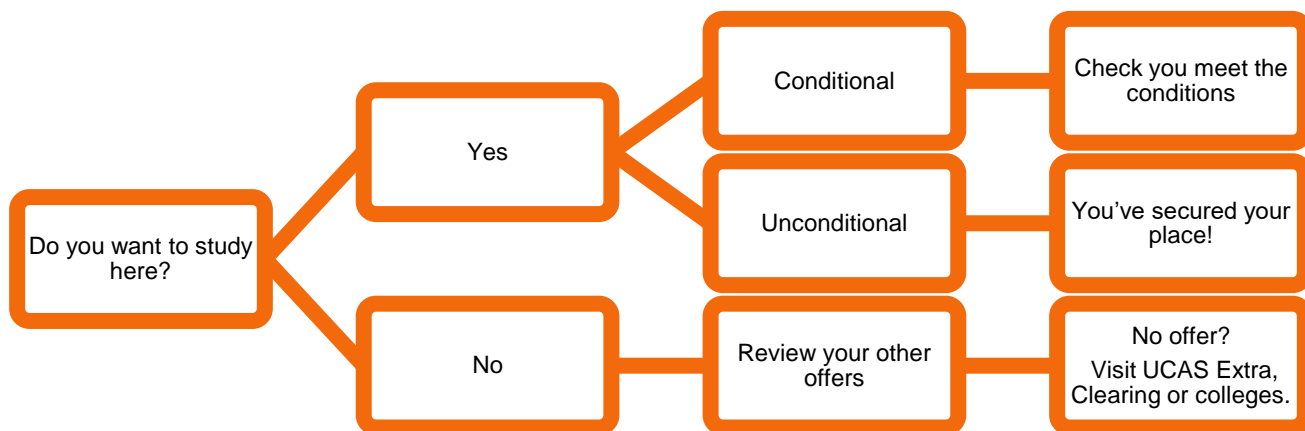 Do you want to study
here?
Yes
Conditional
Check you meet the
conditions
Unconditional
You’ve secured your
place!
No
Review your other
offers
No offer?
Visit UCAS Extra,
Clearing or colleges.